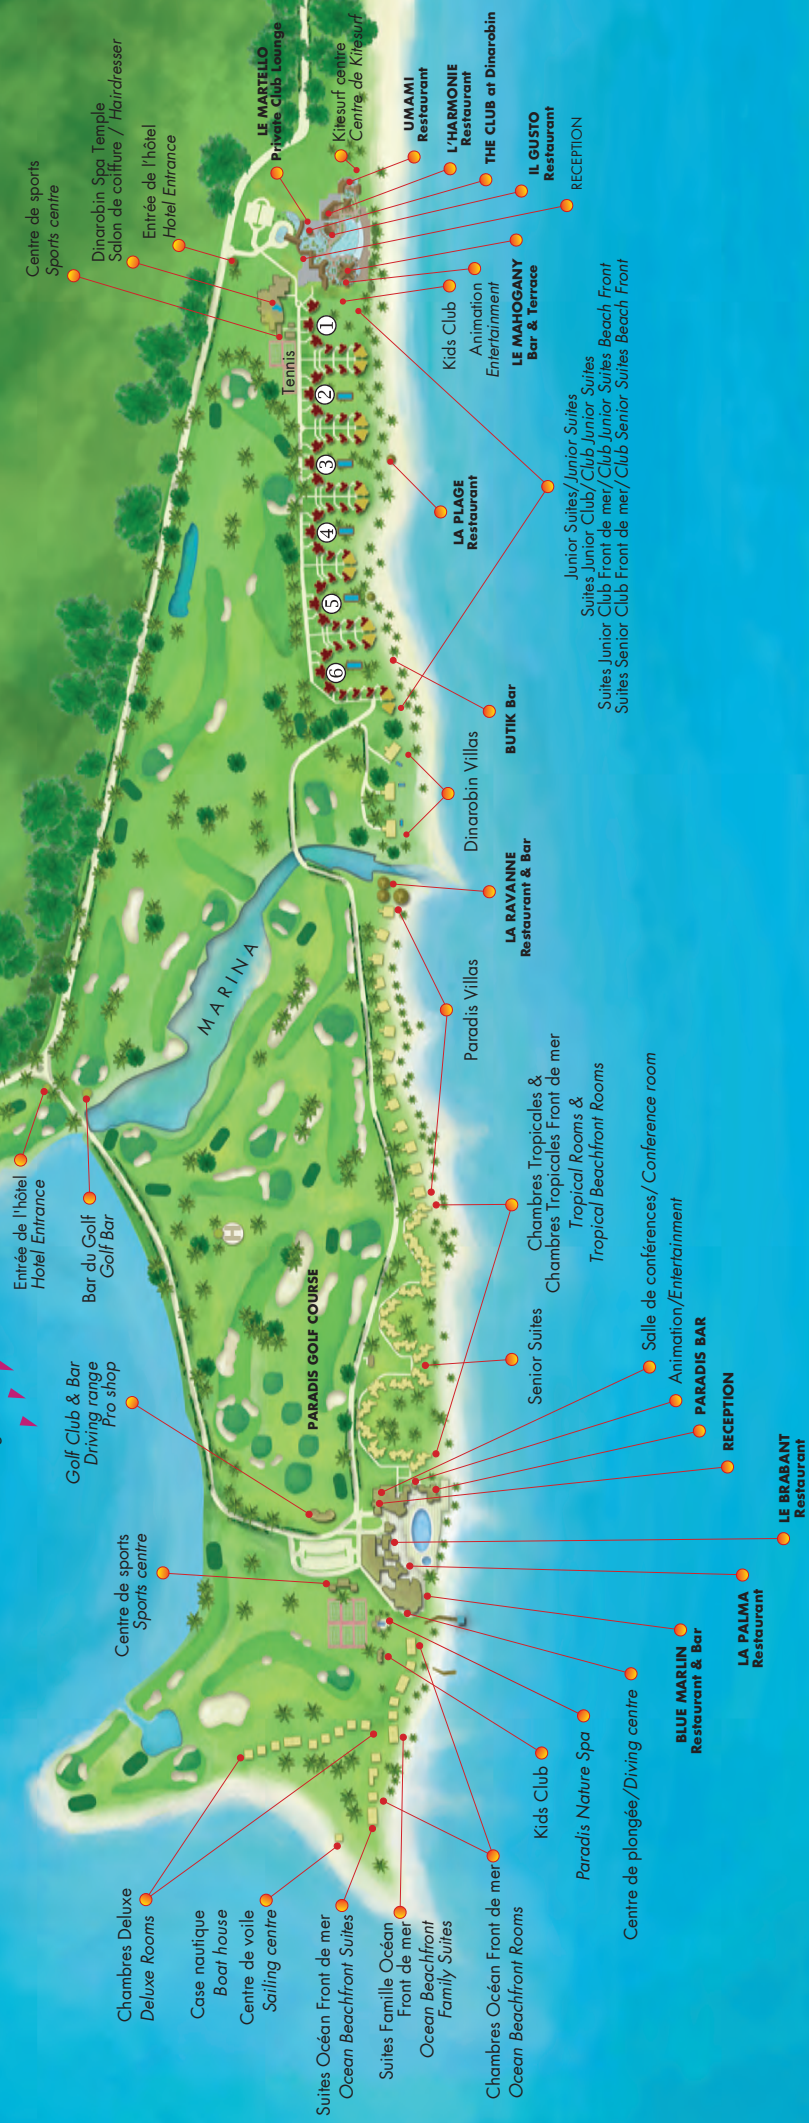 Centre de sports
Sports centre
Dinarobin Spa Temple
Salon de coiffure / Hairdresser
Entrée de l'hôtel
Hotel Entrance
LE MARTELLO
Private Club Lounge
Kitesurf centre
Centre de Kitesurf
UMAMI
Restaurant
L'HARMONIE
Restaurant
THE CLUB at Dinarobin
IL GUSTO
Restaurant
RECEPTION
Tennis
1
2
3
4
5
6
Kids Club
Animation
Entertainment
LE MAHOGANY
Bar & Terrace
LA PLAGE
Restaurant
Junior Suites/Junior Suites
Suites Junior Club/Club Junior Suites
Suites Junior Club Front de mer/Club Junior Suites Beach Front
Suites Senior Club Front de mer/Club Senior Suites Beach Front
BUTIK Bar
Dinarobin Villas
LA RAVANNE
Restaurant & Bar
MARINA
Paradis Villas
Entrée de l'hôtel
Hotel Entrance
Bar du Golf
Golf Bar
H
Golf Club & Bar
Driving range
Pro shop
PARADIS GOLF COURSE
Chambres Tropicales &
Chambres Tropicales Front de mer
Tropical Rooms &
Tropical Beachfront Rooms
Senior Suites
Salle de conférences/Conference room
Animation/Entertainment
PARADIS BAR
RECEPTION
LE BRABANT
Restaurant
LA PALMA
Restaurant
BLUE MARLIN
Restaurant & Bar
Centre de plongée/Diving centre
Paradis Nature Spa
Kids Club
Centre de sports
Sports centre
Chambres Deluxe
Deluxe Rooms
Case nautique
Boat house
Centre de voile
Sailing centre
Suites Océan Front de mer
Ocean Beachfront Suites
Suites Famille Océan
Front de mer
Ocean Beachfront
Family Suites
Chambres Océan Front de mer
Ocean Beachfront Rooms